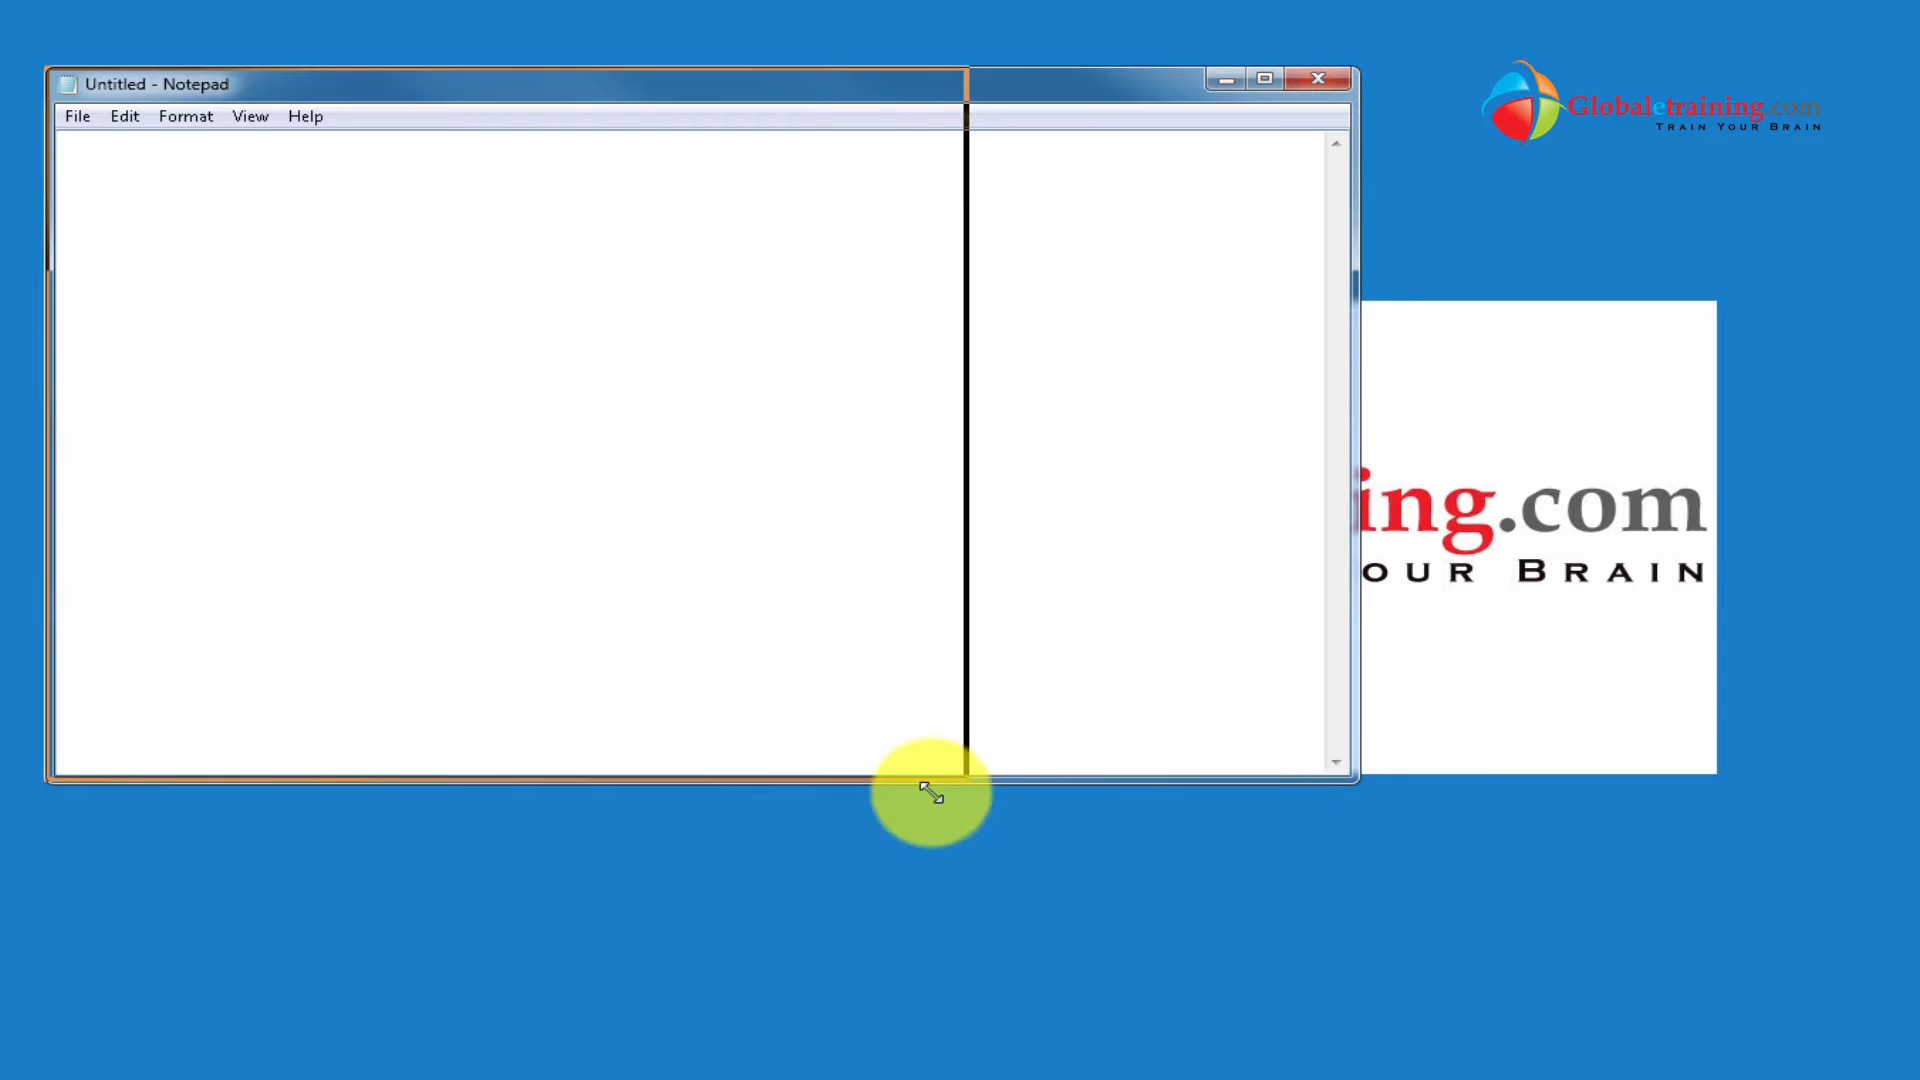 Untitled - Notepad
File Edit Format View Help
Globaletraining.com
TRAIN YOUR BRAIN
ing.com
OUR BRAIN